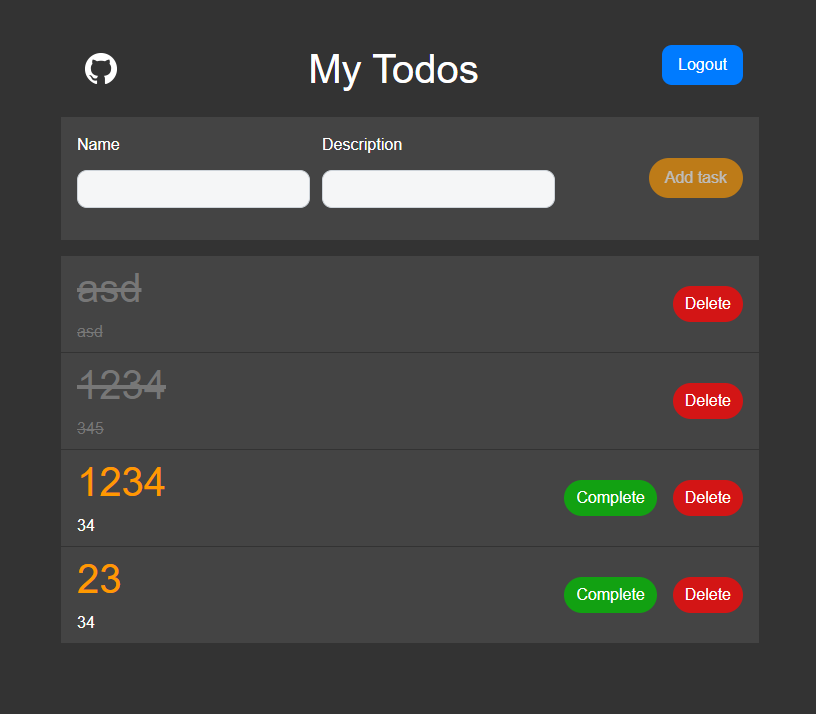 My Todos
Logout
Name
Description
Add task
asd
asd
Delete
1234
345
Delete
1234
34
Complete
Delete
23
34
Complete
Delete